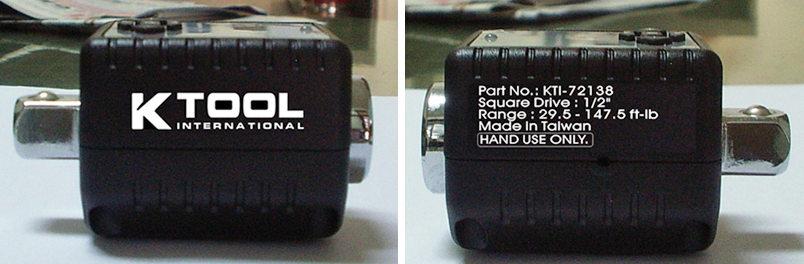 K TOOL
INTERNATIONAL
Part No.: KTI-72138
Square Drive : 1/2"
Range : 29.5 - 147.5 ft-lb
Made in Taiwan
HAND USE ONLY.